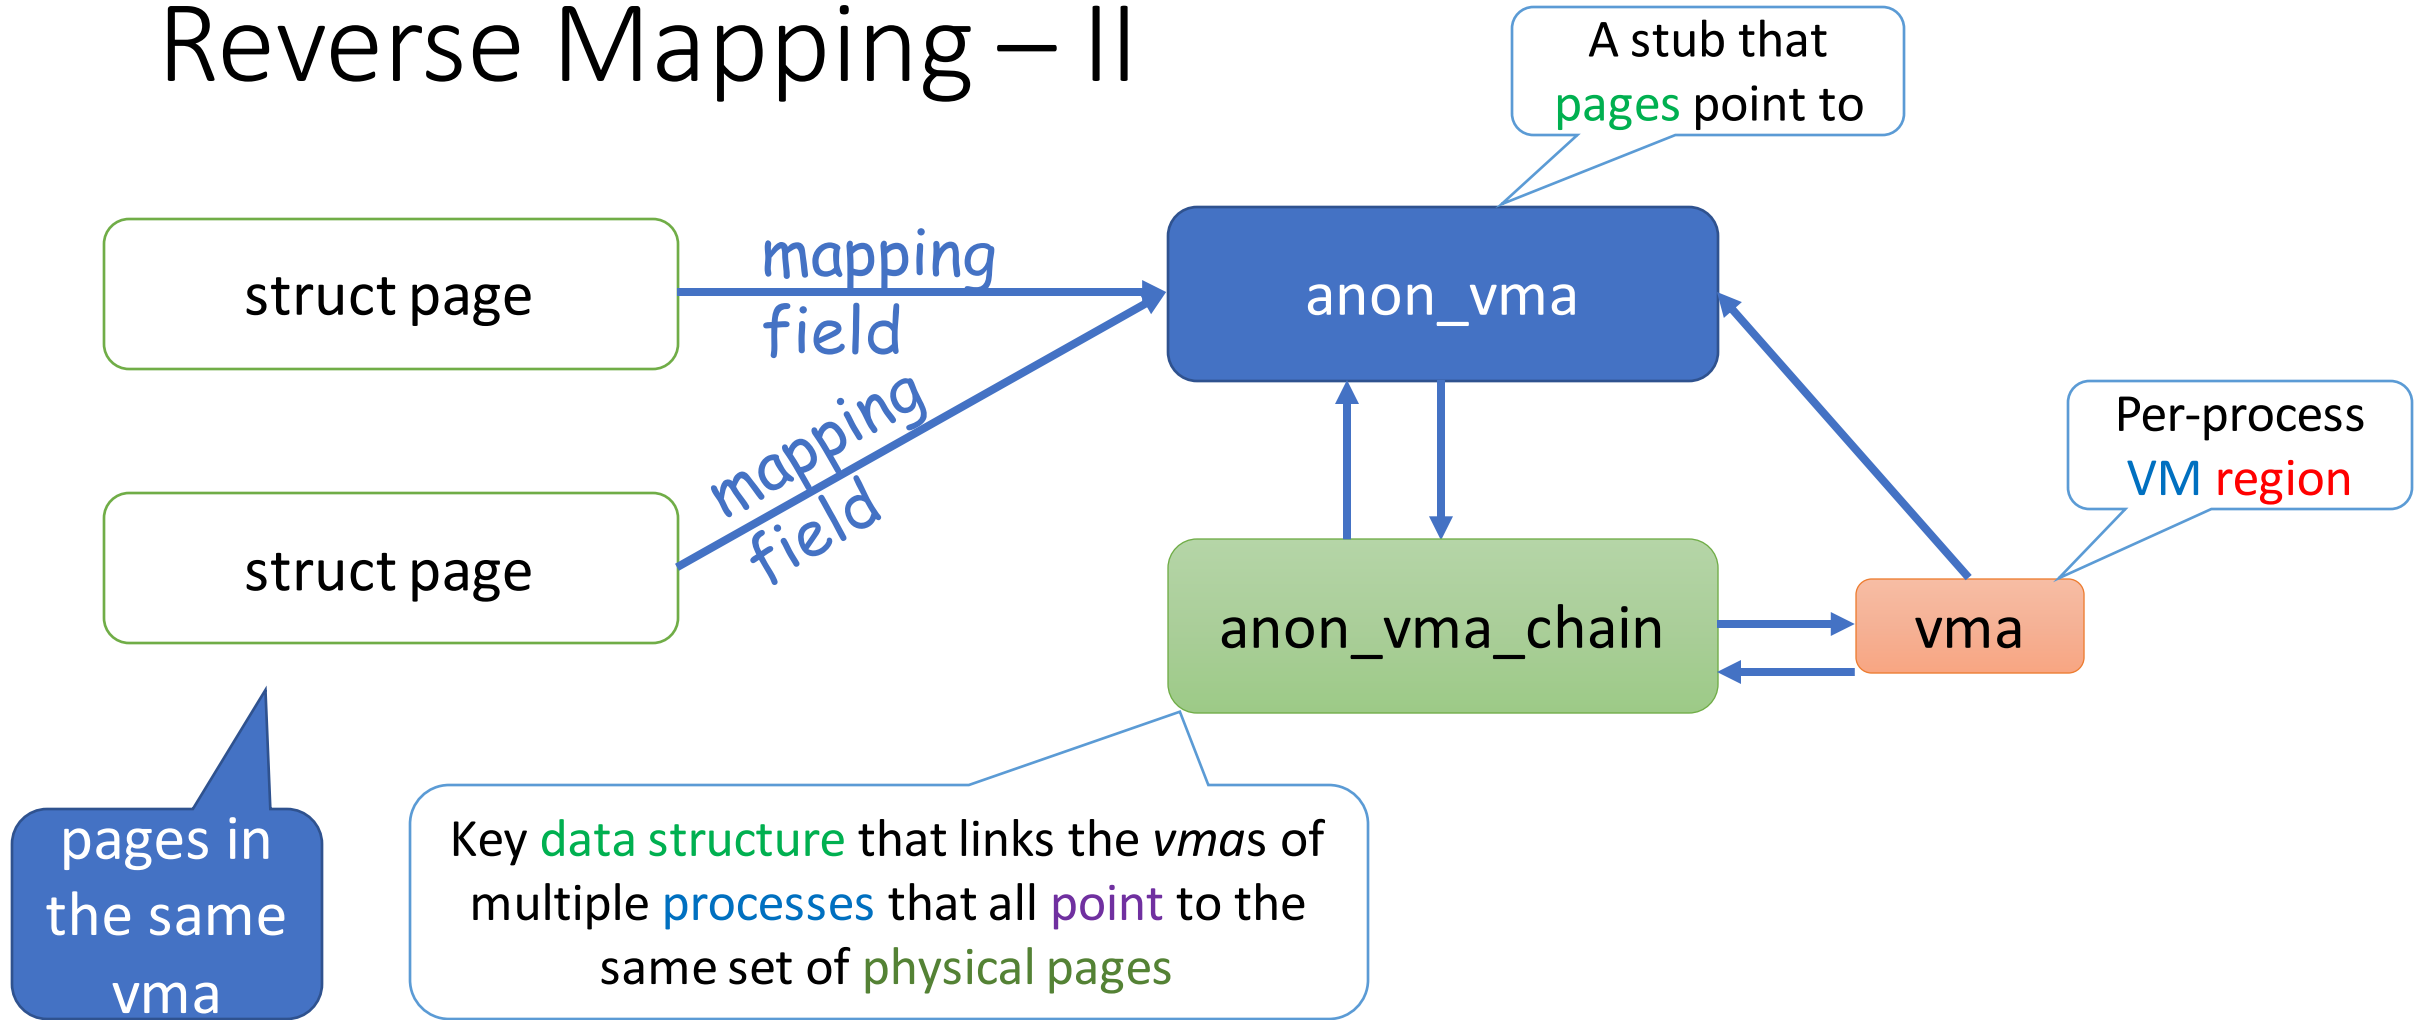 Reverse Mapping – II
A stub that
pages point to
struct page
mapping
field
anon_vma
struct page
mapping
field
Per-process
VM region
anon_vma_chain
vma
pages in
the same
vma
Key data structure that links the vmas of
multiple processes that all point to the
same set of physical pages